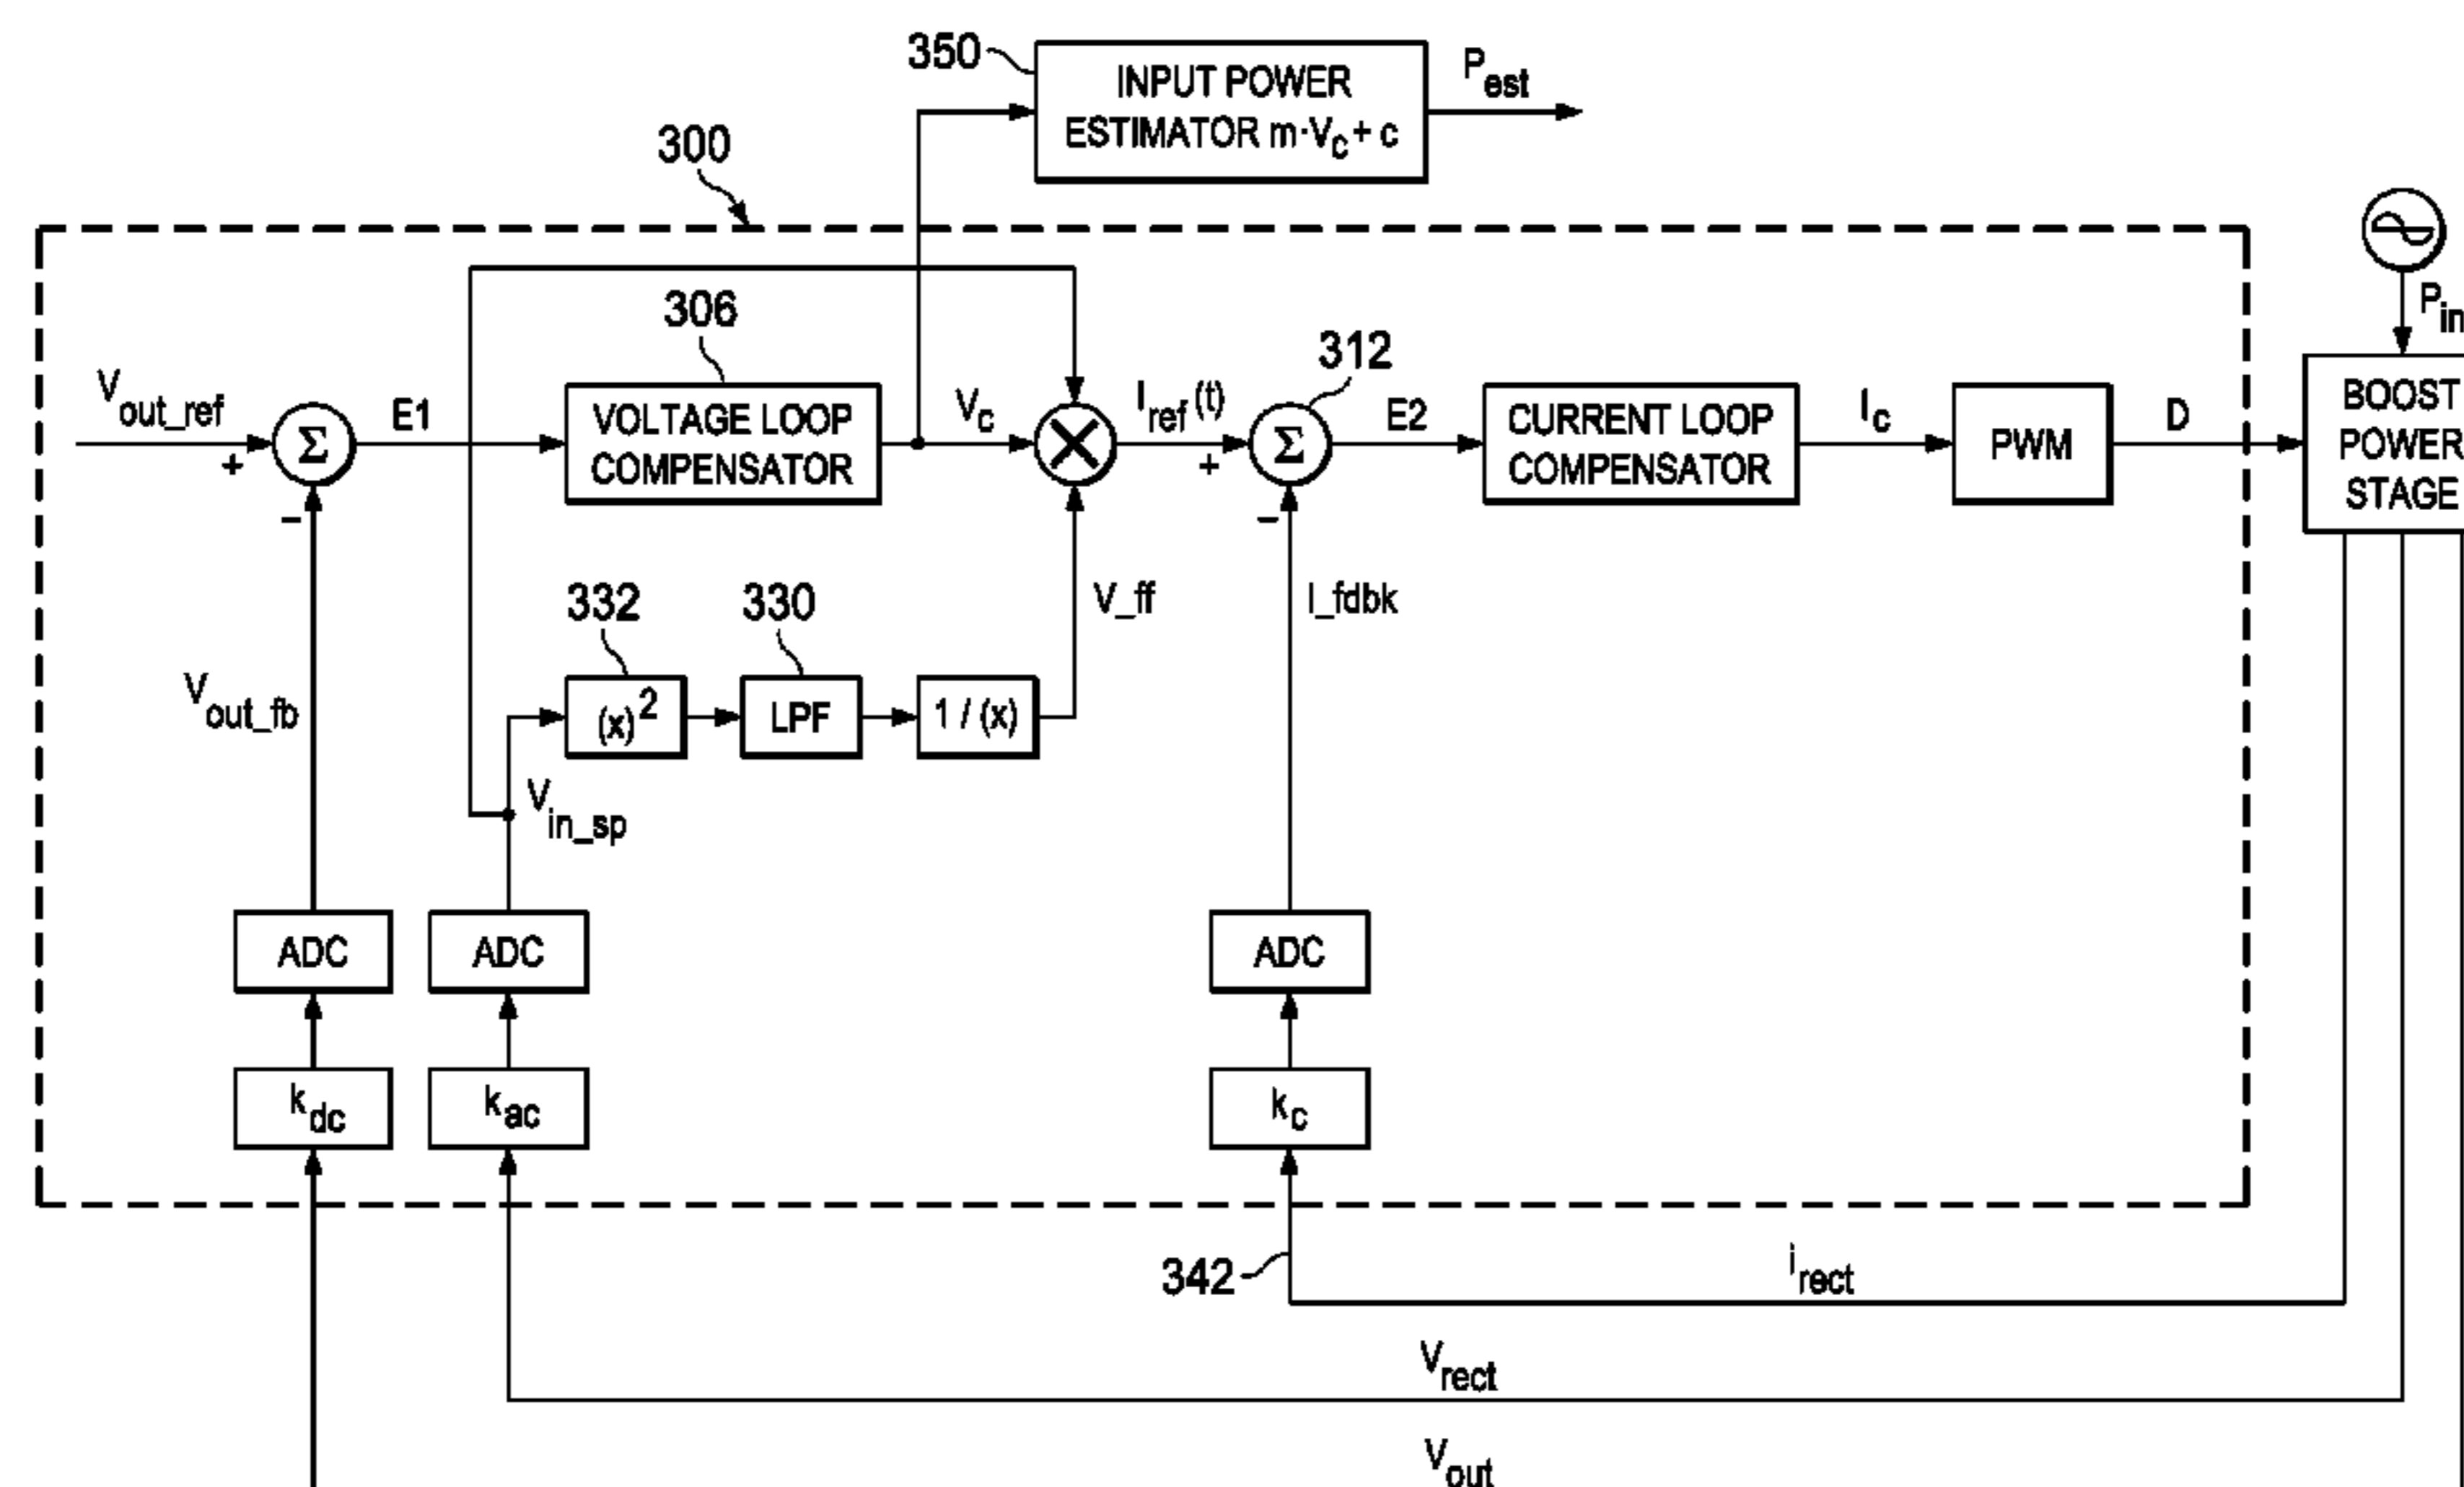 350
INPUT POWER
ESTIMATOR m·Vc + c
Pest
300
Pin
306
312
Vout_ref
+
−
Σ
E1
VOLTAGE LOOP
COMPENSATOR
Vc
Iref(t)
+
−
Σ
E2
CURRENT LOOP
COMPENSATOR
Ic
PWM
D
BOOST
POWER
STAGE
332
330
V_ff
I_fdbk
Vout_fb
(x)²
LPF
1 / (x)
Vin_sp
ADC
ADC
ADC
kdc
kac
kc
342
irect
Vrect
Vout